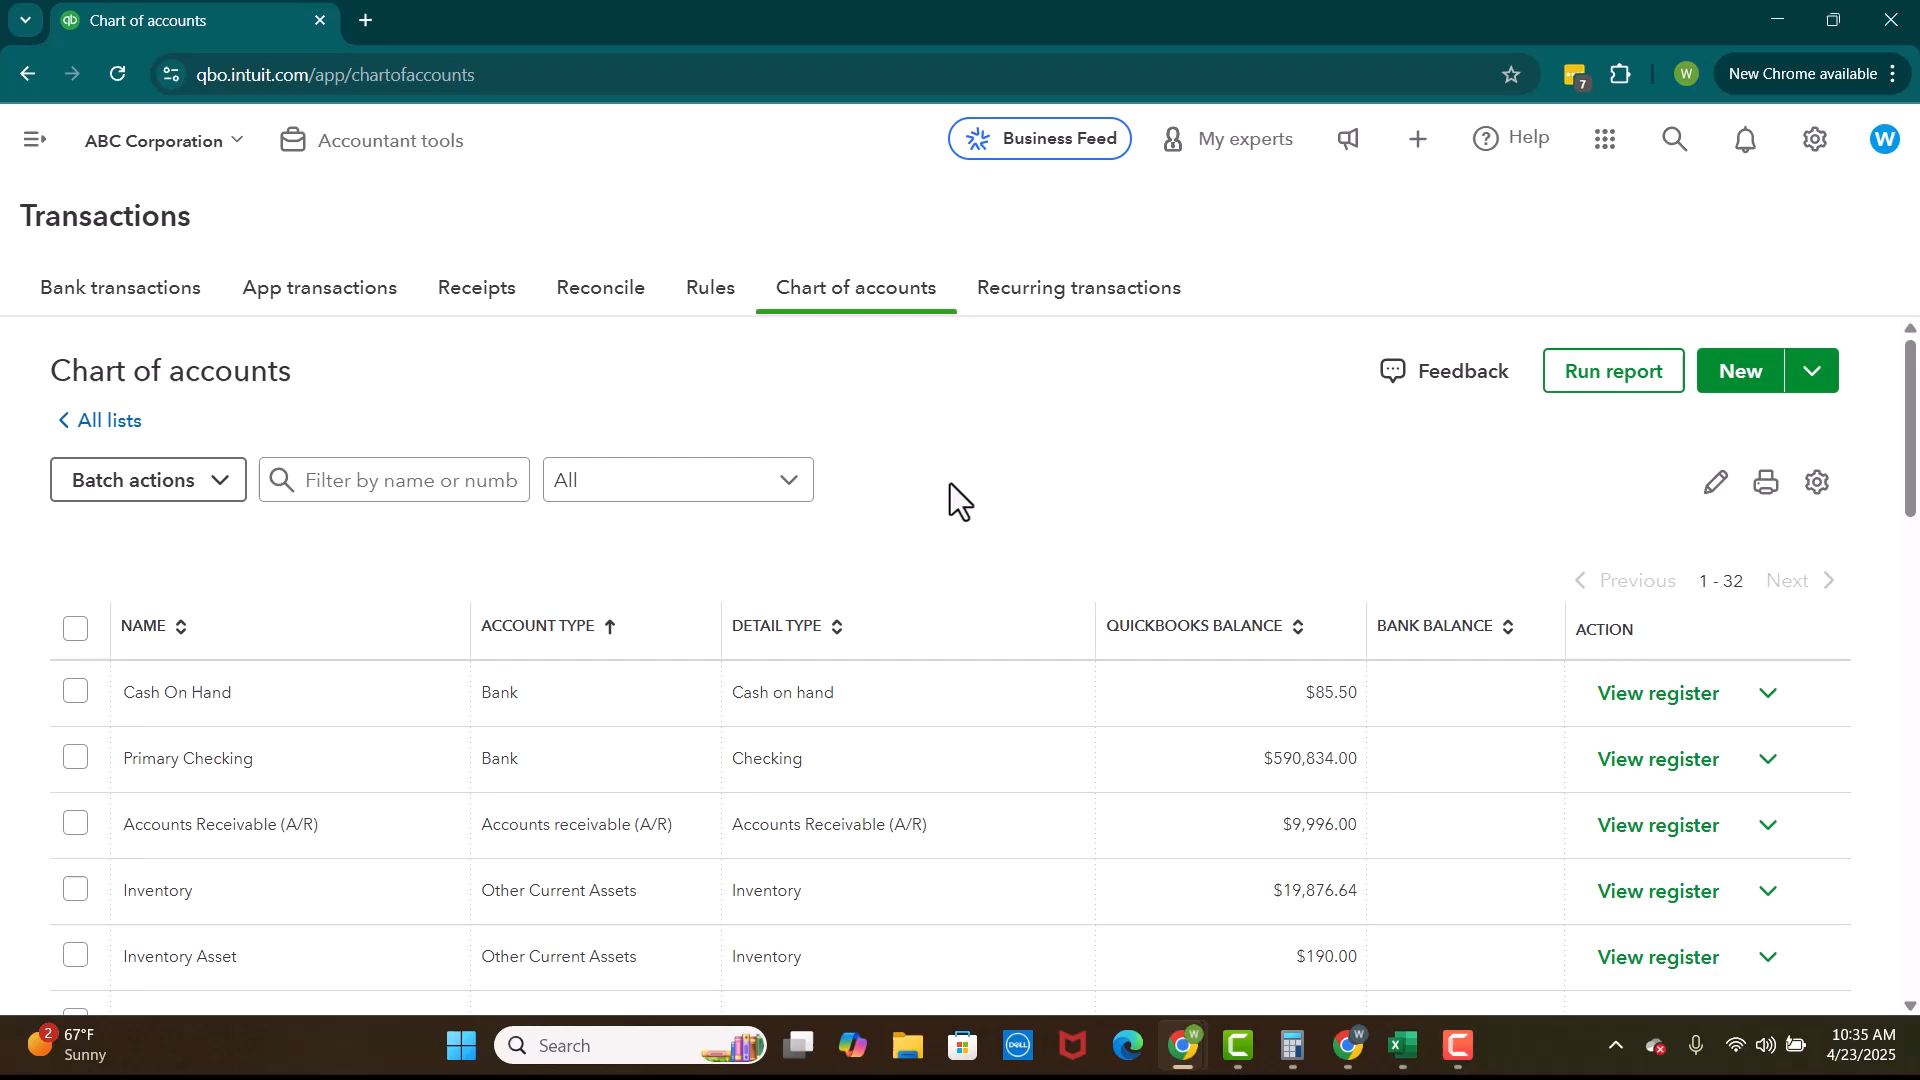 Chart of accounts
qbo.intuit.com/app/chartofaccounts
7
W
New Chrome available
ABC Corporation
Accountant tools
Business Feed
My experts
Help
W
Transactions
Bank transactions
App transactions
Receipts
Reconcile
Rules
Chart of accounts
Recurring transactions
Chart of accounts
Feedback
Run report
New
All lists
Batch actions
Filter by name or numb
All
Previous 1 - 32 Next
NAME ACCOUNT TYPE DETAIL TYPE QUICKBOOKS BALANCE BANK BALANCE ACTION
Cash On Hand Bank Cash on hand $85.50 View register
Primary Checking Bank Checking $590,834.00 View register
Accounts Receivable (A/R) Accounts receivable (A/R) Accounts Receivable (A/R) $9,996.00 View register
Inventory Other Current Assets Inventory $19,876.64 View register
Inventory Asset Other Current Assets Inventory $190.00 View register
2
67°F
Sunny
Search
DELL
W
W
10:35 AM
4/23/2025